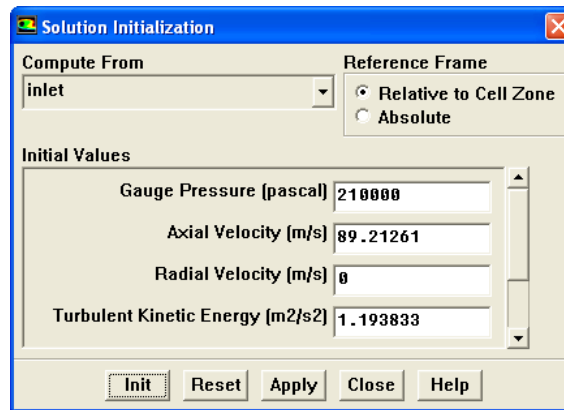 Solution Initialization
Compute From
Reference Frame
inlet
Relative to Cell Zone
Absolute
Initial Values
Gauge Pressure (pascal) 210000
Axial Velocity (m/s) 89.21261
Radial Velocity (m/s) 0
Turbulent Kinetic Energy (m2/s2) 1.193833
Init Reset Apply Close Help